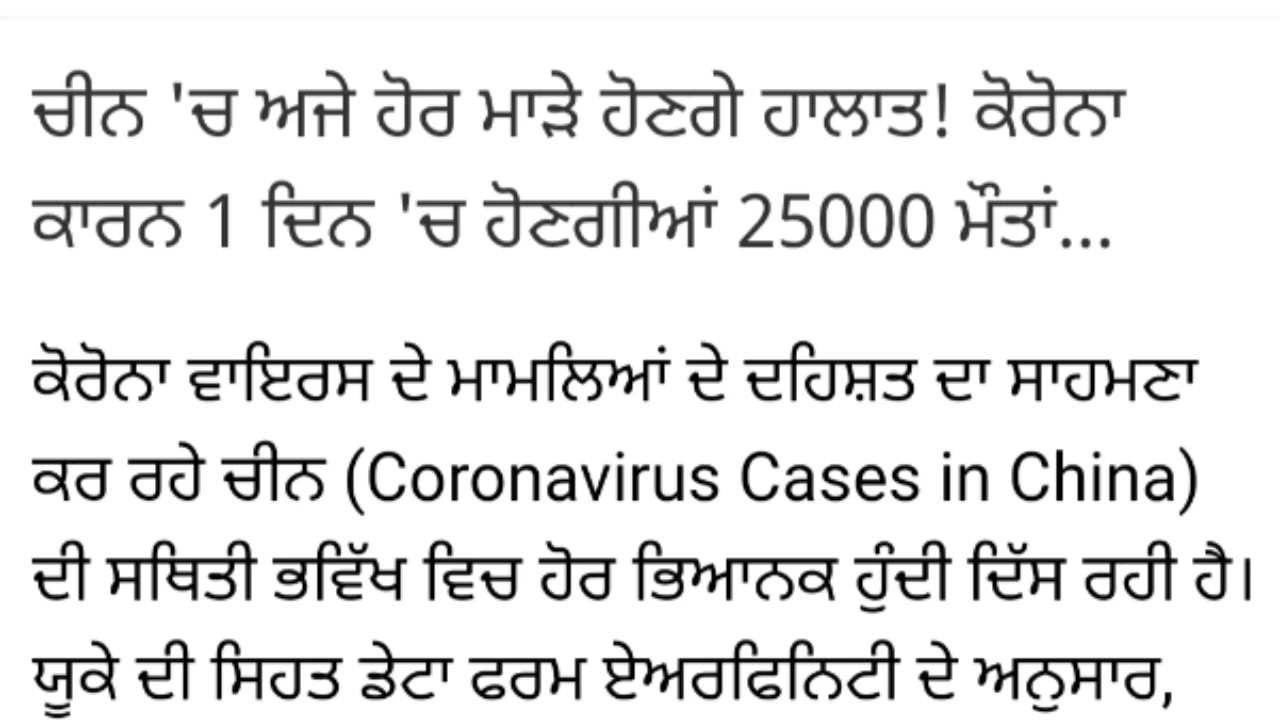 ਚੀਨ 'ਚ ਅਜੇ ਹੋਰ ਮਾੜੇ ਹੋਣਗੇ ਹਾਲਾਤ! ਕੋਰੋਨਾ
ਕਾਰਨ 1 ਦਿਨ 'ਚ ਹੋਣਗੀਆਂ 25000 ਮੌਤਾਂ...
ਕੋਰੋਨਾ ਵਾਇਰਸ ਦੇ ਮਾਮਲਿਆਂ ਦੇ ਦਹਿਸ਼ਤ ਦਾ ਸਾਹਮਣਾ
ਕਰ ਰਹੇ ਚੀਨ (Coronavirus Cases in China)
ਦੀ ਸਥਿਤੀ ਭਵਿੱਖ ਵਿਚ ਹੋਰ ਭਿਆਨਕ ਹੁੰਦੀ ਦਿੱਸ ਰਹੀ ਹੈ।
ਯੂਕੇ ਦੀ ਸਿਹਤ ਡੇਟਾ ਫਰਮ ਏਅਰਫਿਨਿਟੀ ਦੇ ਅਨੁਸਾਰ,